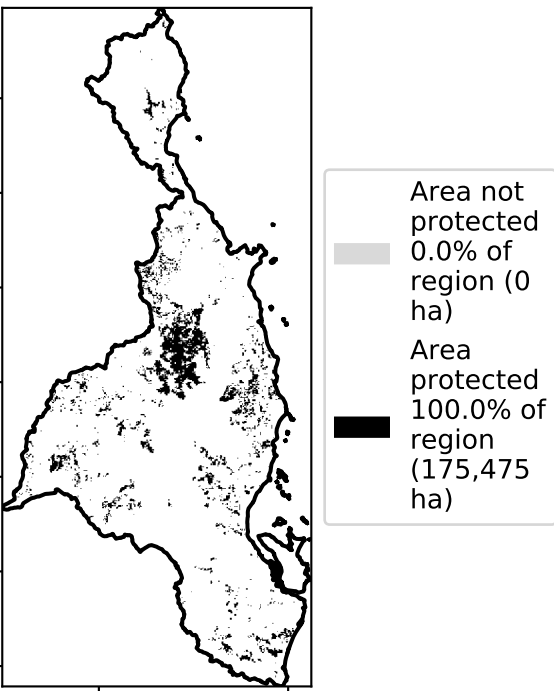 Area not
protected
0.0% of
region (0
ha)
Area
protected
100.0% of
region
(175,475
ha)